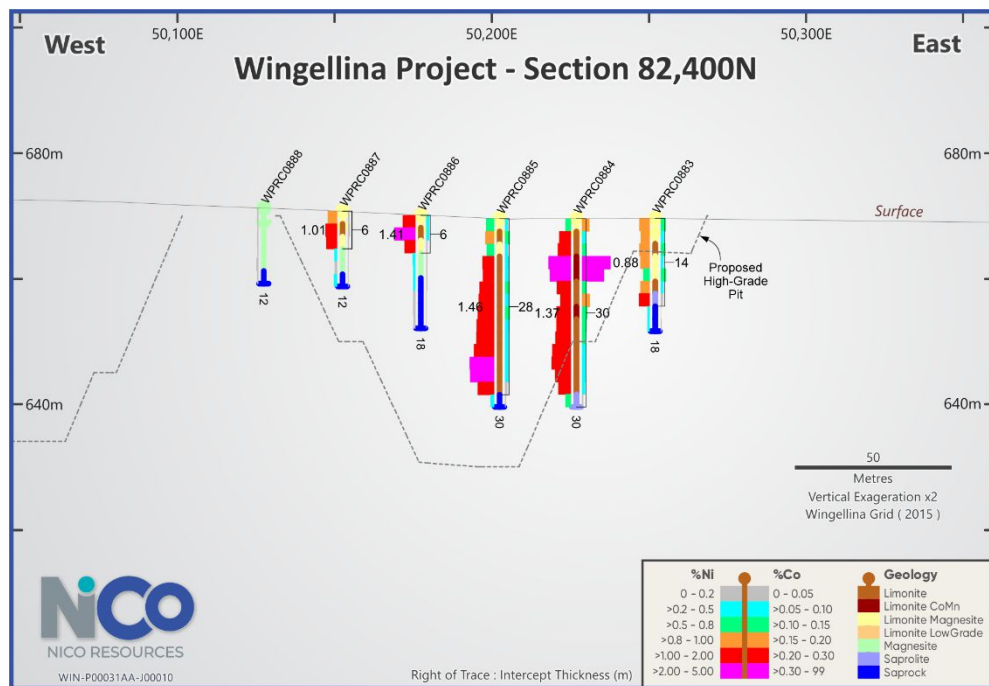 50,100E 50,200E 50,300E
West East
Wingellina Project - Section 82,400N
680m 680m
WPRC0888 WPRC0887 WPRC0886 WPRC0885 WPRC0884 WPRC0883
Surface
1.01 6 1.41 6
0.88 14
Proposed
High-Grade
Pit
12 12
1.46 28 1.37 30
18 18
640m 640m
30 30
50
Metres
Vertical Exageration x2
Wingellina Grid ( 2015 )
NiCo
NICO RESOURCES
WIN-P00031AA-J00010
Right of Trace : Intercept Thickness (m)
%Ni %Co Geology
0 - 0.2 0 - 0.05 Limonite
>0.2 - 0.5 >0.05 - 0.10 Limonite CoMn
>0.5 - 0.8 >0.10 - 0.15 Limonite Magnesite
>0.8 - 1.00 >0.15 - 0.20 Limonite LowGrade
>1.00 - 2.00 >0.20 - 0.30 Magnesite
>2.00 - 5.00 >0.30 - 99 Saprolite
Saprock